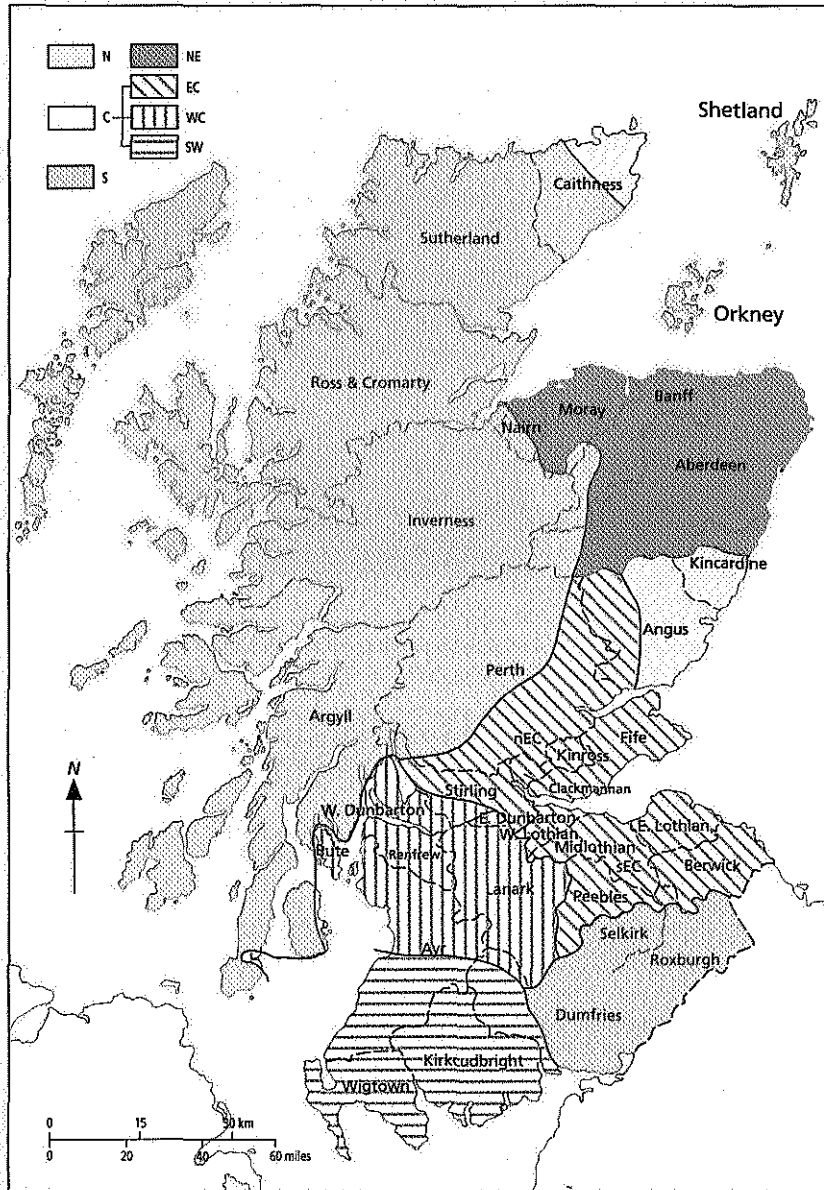 N NE
EC
C WC
SW
S
Shetland
Caithness
Sutherland
Orkney
Ross & Cromarty
Banff
Moray
Nairn
Aberdeen
Inverness
Kincardine
Angus
Perth
Argyll
nEC
Fife
Kinross
Stirling
Clackmannan
N
W. Dunbarton
E. Dunbarton
W. Lothian
E. Lothian
Midlothian
Bute
Renfrew
sEC
Berwick
Lanark
Peebles
Selkirk
Ayr
Roxburgh
Dumfries
Kirkcudbright
Wigtown
0 15 30 km
0 20 40 60 miles